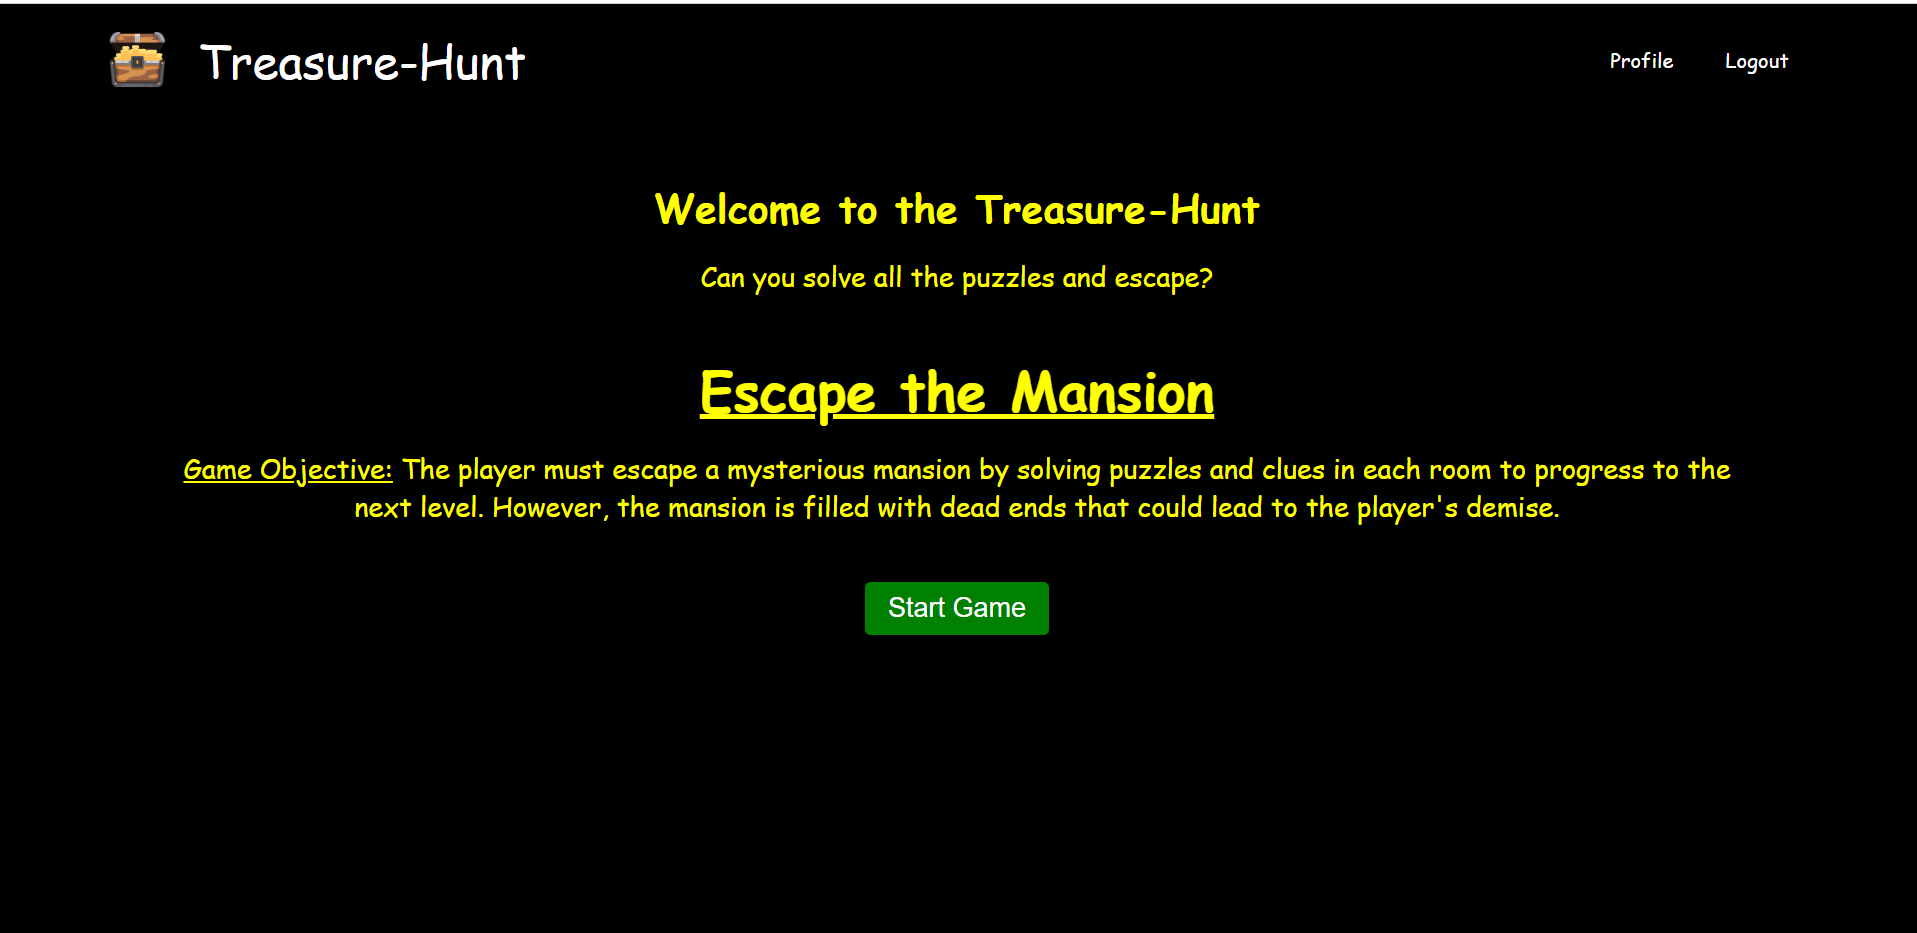 Treasure-Hunt
Profile
Logout
Welcome to the Treasure-Hunt
Can you solve all the puzzles and escape?
Escape the Mansion
Game Objective: The player must escape a mysterious mansion by solving puzzles and clues in each room to progress to the
next level. However, the mansion is filled with dead ends that could lead to the player's demise.
Start Game